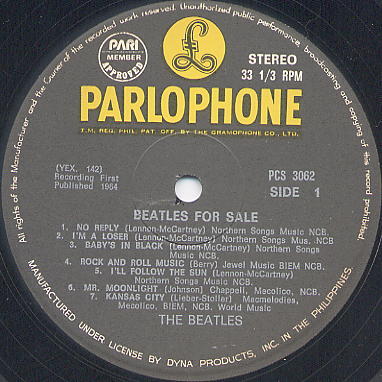 All rights of the Manufacturer and the Owner of the recorded work reserved. Unauthorized public performance, broadcasting and copying of this record prohibited.
PARI
MEMBER
APPROVED
£
STEREO
33 1/3 RPM
PARLOPHONE
T.M. REG. PHIL. PAT. OFF. BY THE GRAMOPHONE CO., LTD.
(YEX. 142)
Recording First
Published 1964
PCS 3062
SIDE 1
BEATLES FOR SALE
1. NO REPLY (Lennon-McCartney) Northern Songs Music NCB.
2. I'M A LOSER (Lennon-McCartney) Northern Songs Mus. NCB.
3. BABY'S IN BLACK (Lennon-McCartney) Northern Songs
Music NCB.
4. ROCK AND ROLL MUSIC (Berry) Jewel Music BIEM NCB.
5. I'LL FOLLOW THE SUN (Lennon-McCartney)
Northern Songs Music NCB.
6. MR. MOONLIGHT (Johnson) Chappell, Mecolico, NCB.
7. KANSAS CITY (Lieber-Stoller) Macmelodies,
Mecolico, BIEM, NCB. World Music
THE BEATLES
MANUFACTURED UNDER LICENSE BY DYNA PRODUCTS, INC. IN THE PHILIPPINES.